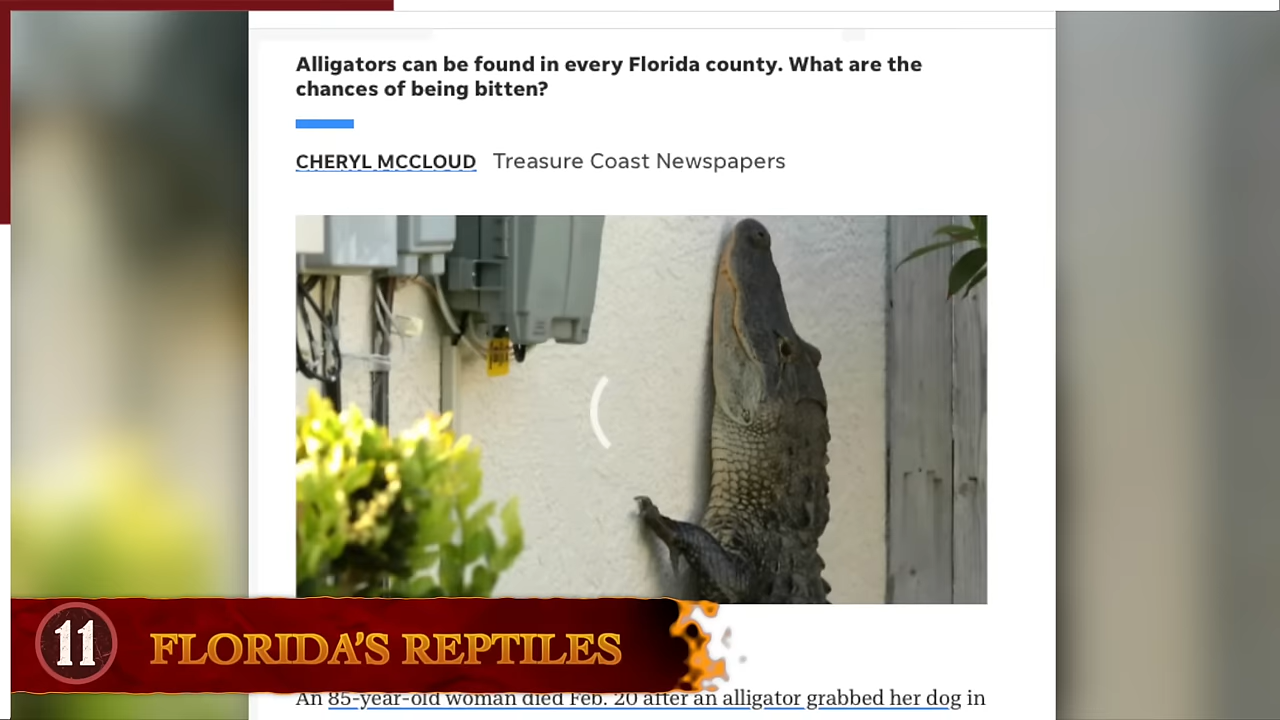 Alligators can be found in every Florida county. What are the
chances of being bitten?
CHERYL MCCLOUD Treasure Coast Newspapers
11 FLORIDA'S REPTILES
An 85-year-old woman died Feb. 20 after an alligator grabbed her dog in